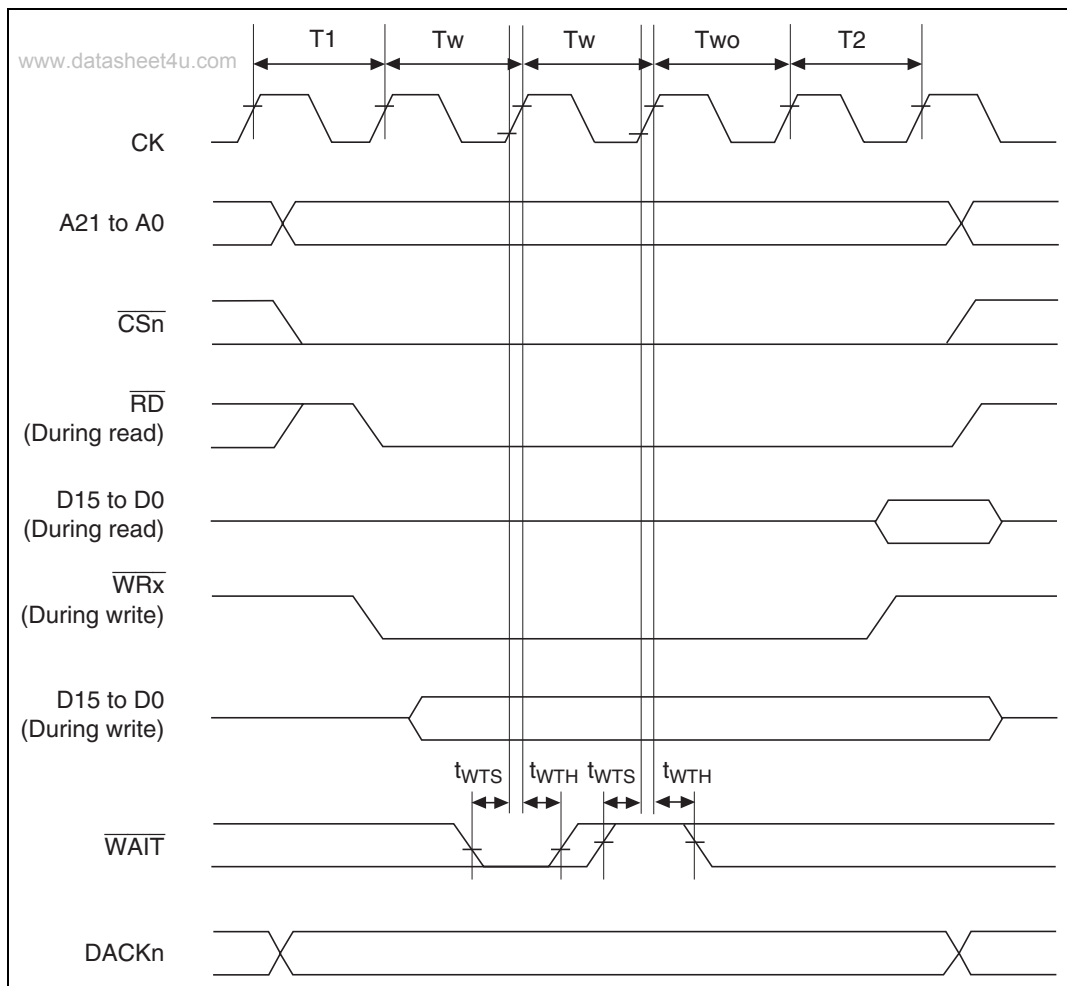 T1 Tw Tw Two T2
www.datasheet4u.com
CK
A21 to A0
CSn
RD
(During read)
D15 to D0
(During read)
WRx
(During write)
D15 to D0
(During write)
tWTS tWTH tWTS tWTH
WAIT
DACKn